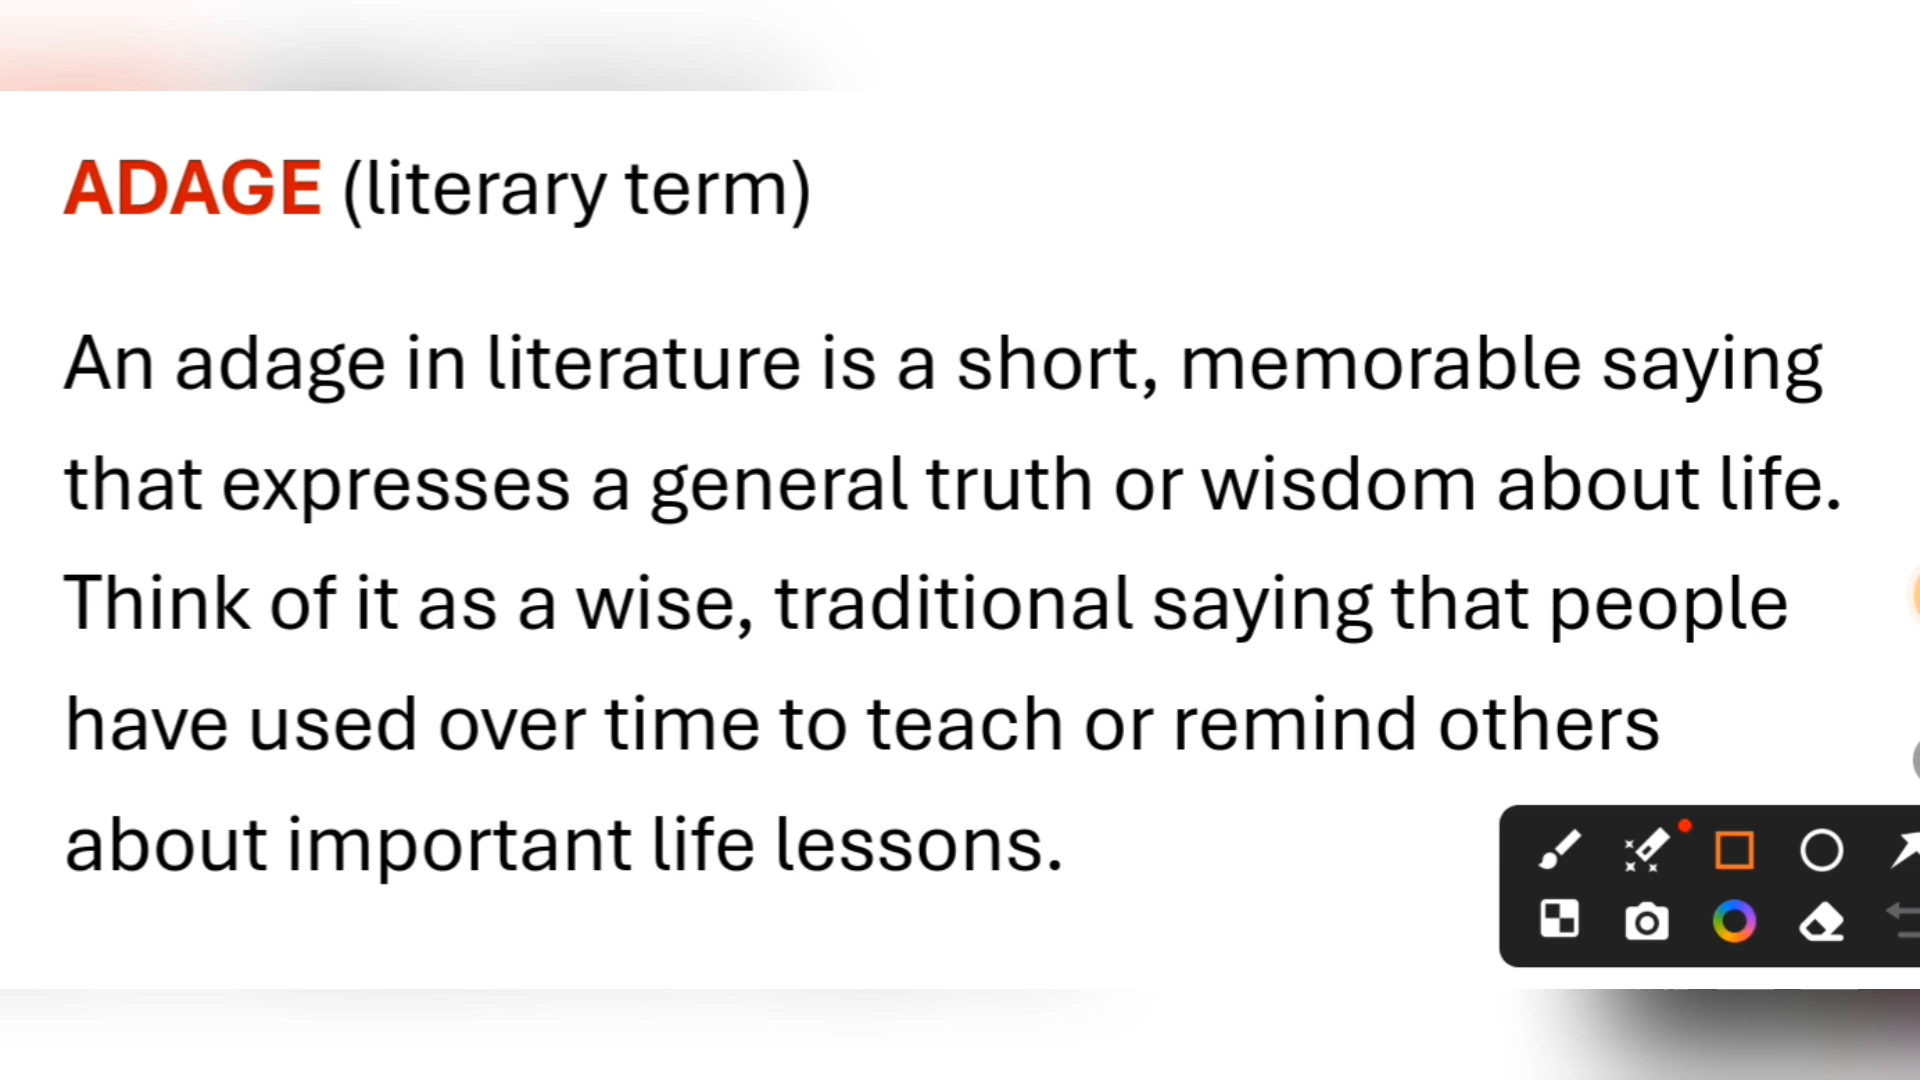 ADAGE (literary term)
An adage in literature is a short, memorable saying
that expresses a general truth or wisdom about life.
Think of it as a wise, traditional saying that people
have used over time to teach or remind others
about important life lessons.